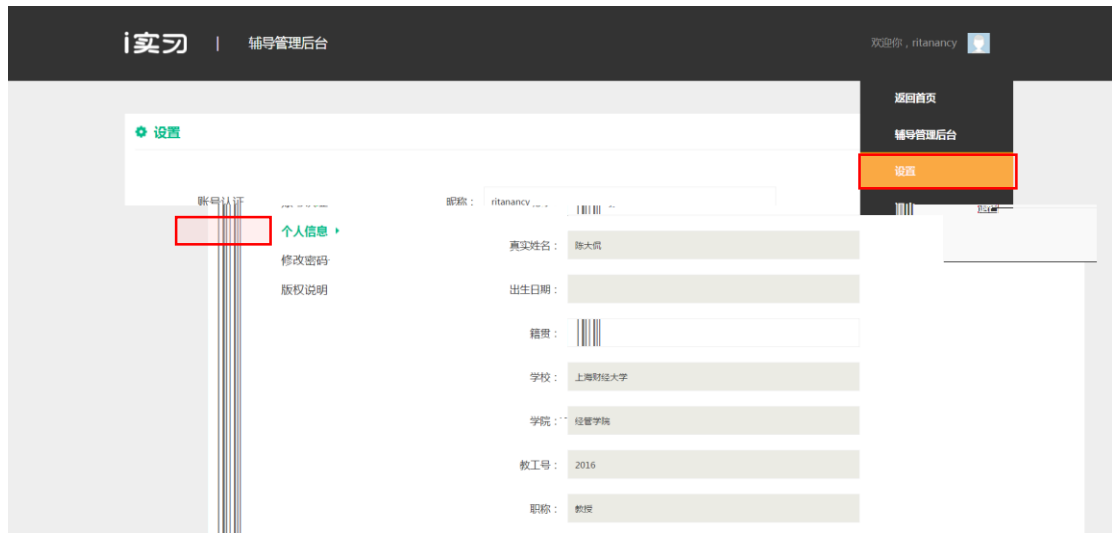 i实习 | 辅导管理后台
欢迎你，ritanancy
返回首页
辅导管理后台
设置
设置
账号认证
昵称： ritanancy
个人信息
修改密码
版权说明
真实姓名： 陈大侃
出生日期：
籍贯：
学校： 上海财经大学
学院： 经管学院
教工号： 2016
职称： 教授